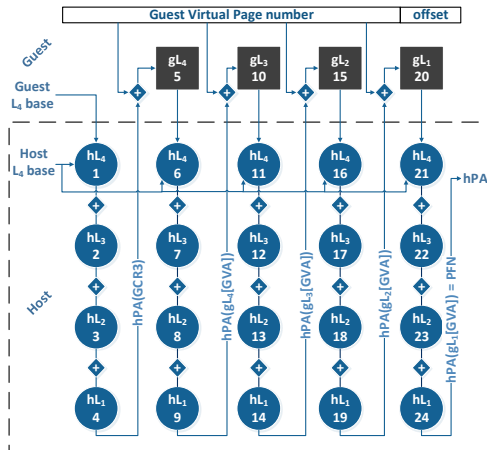 Guest Virtual Page number
offset
Guest
gL4
5
gL3
10
gL2
15
gL1
20
Guest
L4 base
Host
L4 base
hL4
1
hL4
6
hL4
11
hL4
16
hL4
21
hPA
hL3
2
hL3
7
hL3
12
hL3
17
hL3
22
Host
hL2
3
hL2
8
hL2
13
hL2
18
hL2
23
hL1
4
hL1
9
hL1
14
hL1
19
hL1
24
hPA(GCR3)
hPA(gL4[GVA])
hPA(gL3[GVA])
hPA(gL2[GVA])
hPA(gL1[GVA]) = PFN